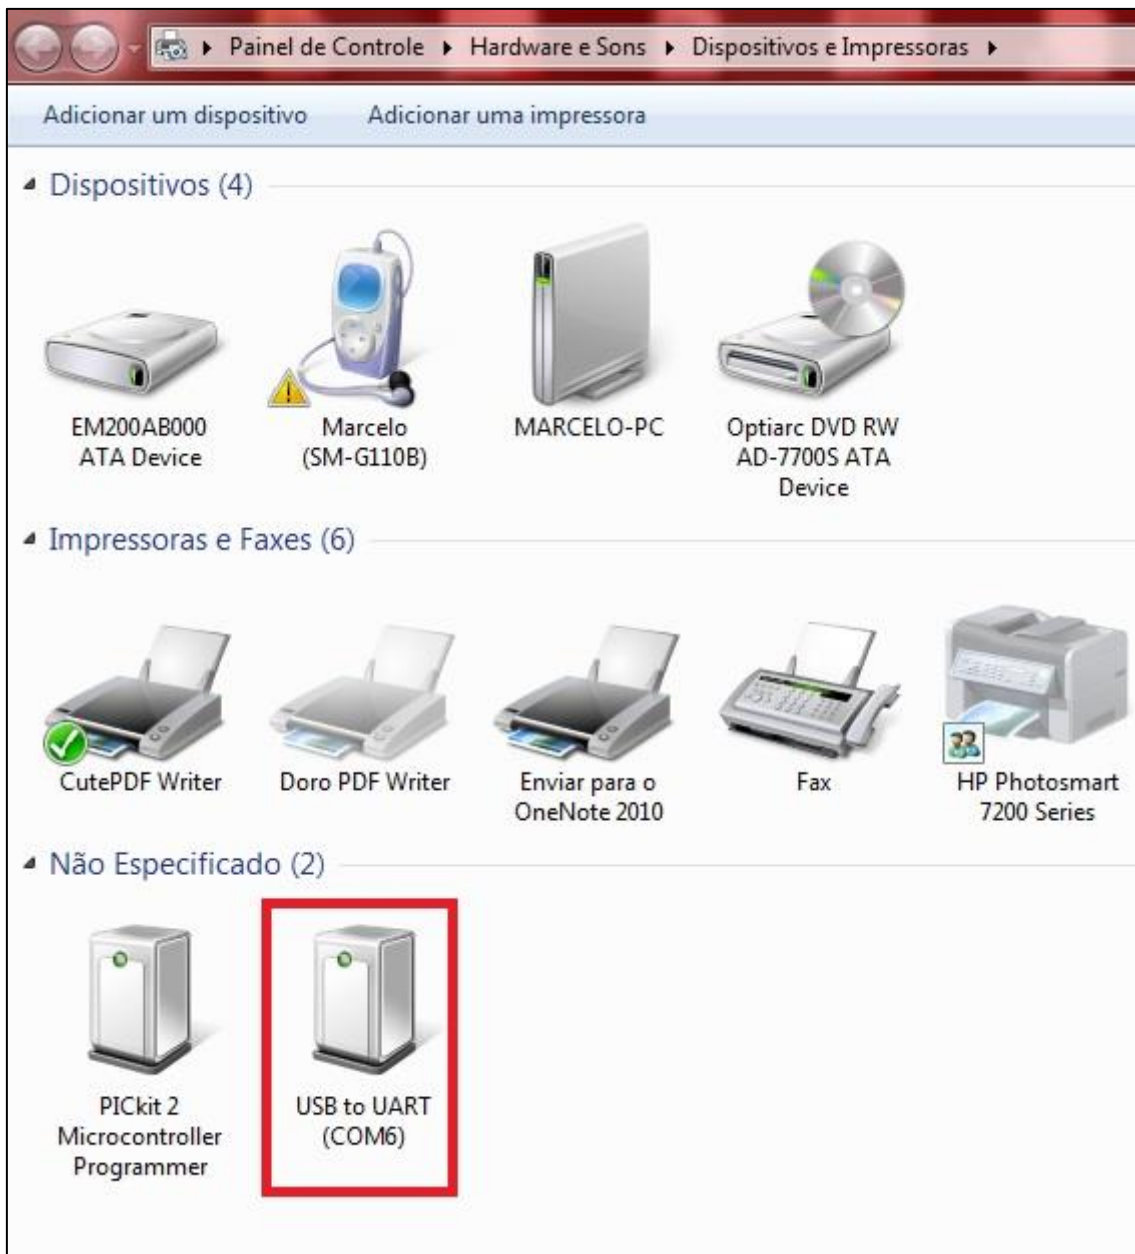 Painel de Controle ▸ Hardware e Sons ▸ Dispositivos e Impressoras ▸
Adicionar um dispositivo Adicionar uma impressora
Dispositivos (4)
EM200AB000
ATA Device
Marcelo
(SM-G110B)
MARCELO-PC
Optiarc DVD RW
AD-7700S ATA
Device
Impressoras e Faxes (6)
CutePDF Writer
Doro PDF Writer
Enviar para o
OneNote 2010
Fax
HP Photosmart
7200 Series
Não Especificado (2)
PICkit 2
Microcontroller
Programmer
USB to UART
(COM6)